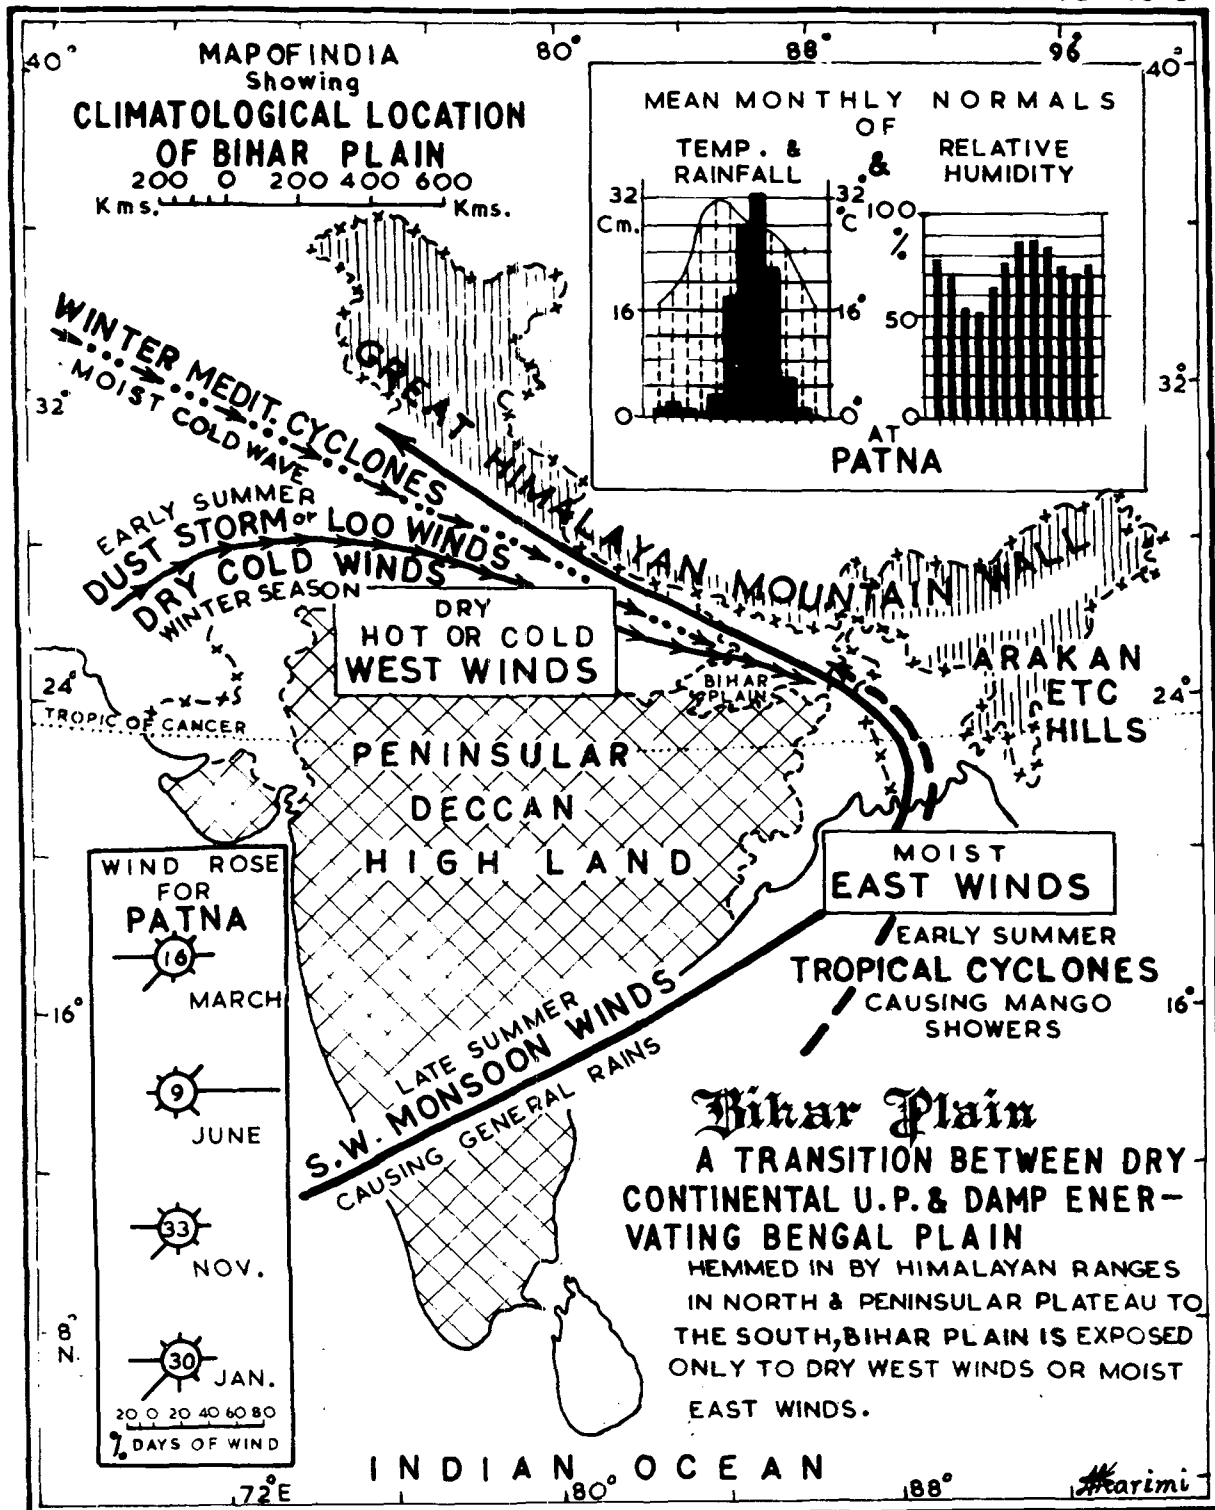 40°
80°
88°
96°
40°
MAP OF INDIA
Showing
CLIMATOLOGICAL LOCATION
OF BIHAR PLAIN
200 0 200 400 600
Kms. Kms.
MEAN MONTHLY NORMALS
OF
TEMP. & RAINFALL
&
RELATIVE HUMIDITY
32
Cm.
16
0
32°
°C
16°
0°
100
%
50
0
AT
PATNA
WINTER MEDIT. CYCLONES
MOIST COLD WAVE
32°
32°
GREAT HIMALAYAN MOUNTAIN WALL
EARLY SUMMER
DUST STORM or LOO WINDS
DRY COLD WINDS
WINTER SEASON
DRY
HOT OR COLD
WEST WINDS
BIHAR
PLAIN
ARAKAN
ETC
HILLS
24°
24°
TROPIC OF CANCER
PENINSULAR
DECCAN
HIGH LAND
WIND ROSE
FOR
PATNA
16
MARCH
9
JUNE
33
NOV.
30
JAN.
20 0 20 40 60 80
% DAYS OF WIND
MOIST
EAST WINDS
EARLY SUMMER
TROPICAL CYCLONES
CAUSING MANGO
SHOWERS
16°
16°
LATE SUMMER
S.W. MONSOON WINDS
CAUSING GENERAL RAINS
Bihar Plain
A TRANSITION BETWEEN DRY
CONTINENTAL U.P. & DAMP ENER-
VATING BENGAL PLAIN
HEMMED IN BY HIMALAYAN RANGES
IN NORTH & PENINSULAR PLATEAU TO
THE SOUTH, BIHAR PLAIN IS EXPOSED
ONLY TO DRY WEST WINDS OR MOIST
EAST WINDS.
8°
N.
INDIAN OCEAN
72°E
80°
88°
Karimi